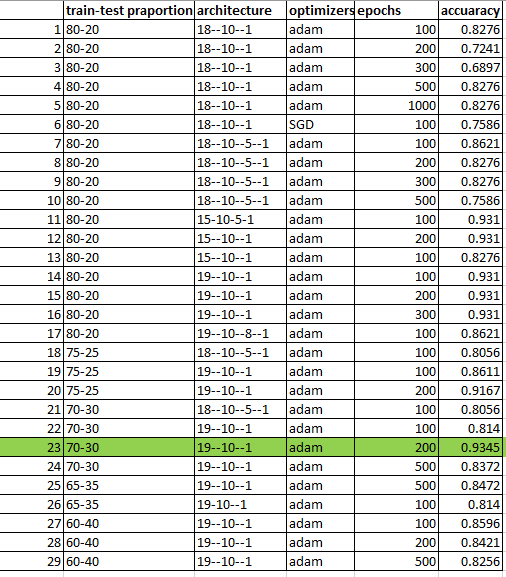 train-test praportion architecture optimizers epochs accuaracy
1 80-20 18--10--1 adam 100 0.8276
2 80-20 18--10--1 adam 200 0.7241
3 80-20 18--10--1 adam 300 0.6897
4 80-20 18--10--1 adam 500 0.8276
5 80-20 18--10--1 adam 1000 0.8276
6 80-20 18--10--1 SGD 100 0.7586
7 80-20 18--10--5--1 adam 100 0.8621
8 80-20 18--10--5--1 adam 200 0.8276
9 80-20 18--10--5--1 adam 300 0.8276
10 80-20 18--10--5--1 adam 500 0.7586
11 80-20 15-10-5-1 adam 100 0.931
12 80-20 15--10--1 adam 200 0.931
13 80-20 15--10--1 adam 100 0.8276
14 80-20 19--10--1 adam 100 0.931
15 80-20 19--10--1 adam 200 0.931
16 80-20 19--10--1 adam 300 0.931
17 80-20 19--10--8--1 adam 100 0.8621
18 75-25 18--10--5--1 adam 100 0.8056
19 75-25 19--10--1 adam 100 0.8611
20 75-25 19--10--1 adam 200 0.9167
21 70-30 18--10--5--1 adam 100 0.8056
22 70-30 19--10--1 adam 100 0.814
23 70-30 19--10--1 adam 200 0.9345
24 70-30 19--10--1 adam 500 0.8372
25 65-35 19--10--1 adam 500 0.8472
26 65-35 19-10--1 adam 100 0.814
27 60-40 19--10--1 adam 100 0.8596
28 60-40 19--10--1 adam 200 0.8421
29 60-40 19--10--1 adam 500 0.8256